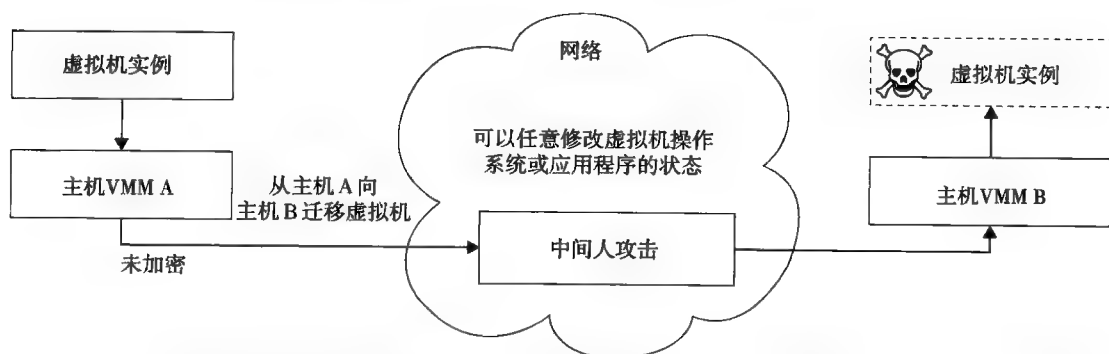 虚拟机实例
主机VMM A
从主机A向
主机B迁移虚拟机
未加密
网络
可以任意修改虚拟机操作
系统或应用程序的状态
中间人攻击
虚拟机实例
主机VMM B